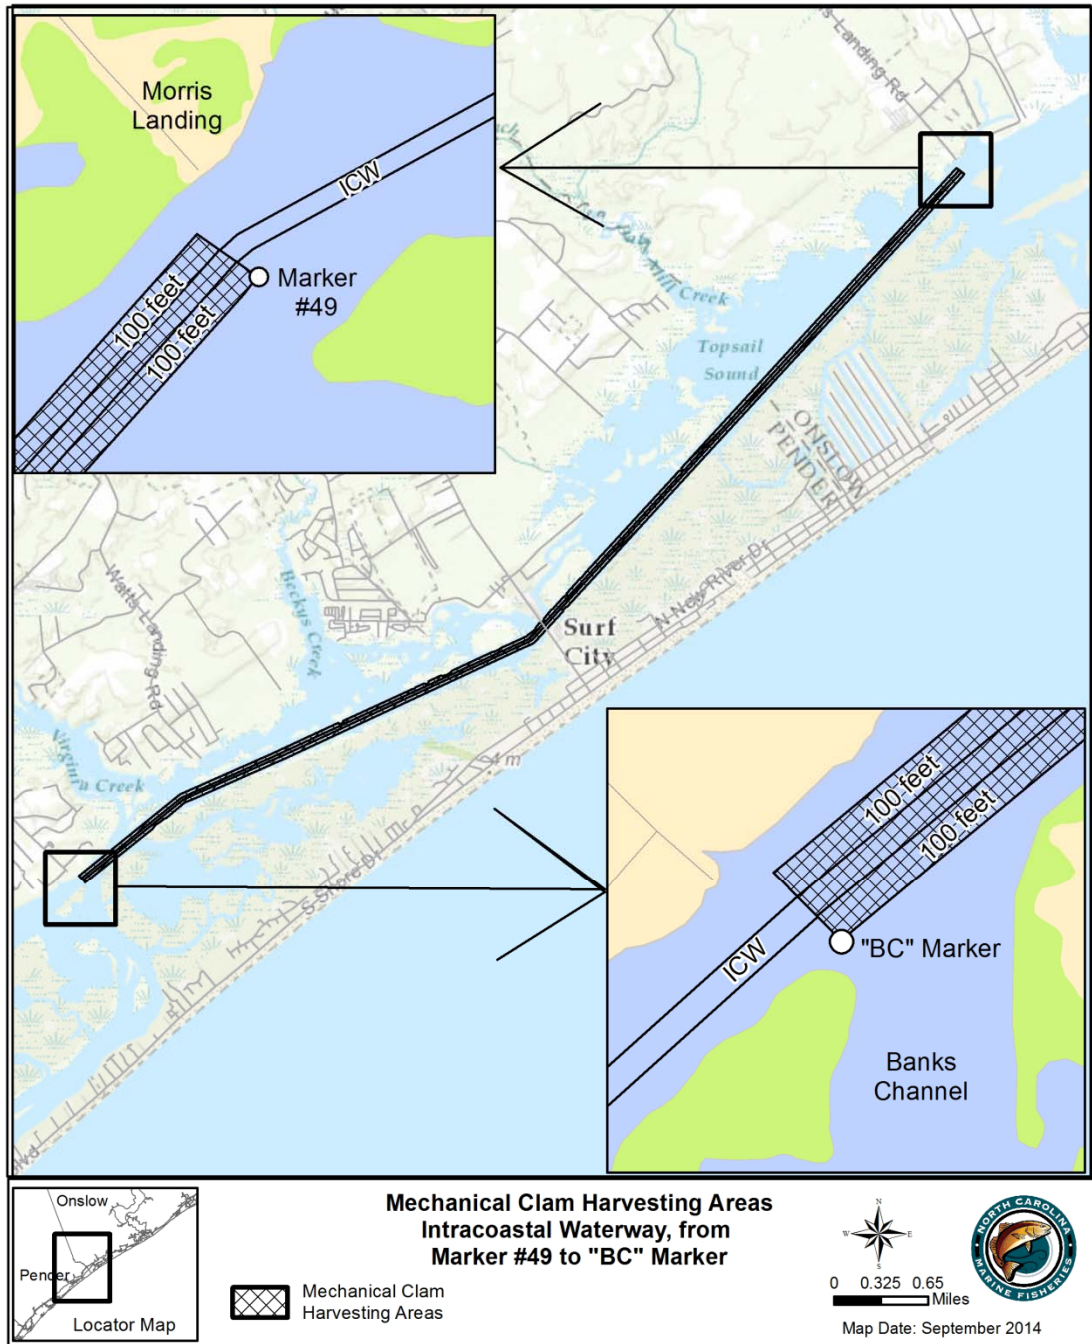 Morris
Landing
ICW
100 feet
100 feet
Marker
#49
Landing Rd
Mill Creek
Topsail
Sound
ONSLOW
PENDER
N New River Dr
Surf
City
Beckys Creek
Watts Landing Rd
Virginia Creek
4 m
S Shore Dr
Blvd
100 feet
100 feet
ICW
"BC" Marker
Banks
Channel
Onslow
Pender
Locator Map
Mechanical Clam Harvesting Areas
Intracoastal Waterway, from
Marker #49 to "BC" Marker
Mechanical Clam
Harvesting Areas
N
W
E
S
0 0.325 0.65
Miles
Map Date: September 2014
NORTH CAROLINA
MARINE FISHERIES